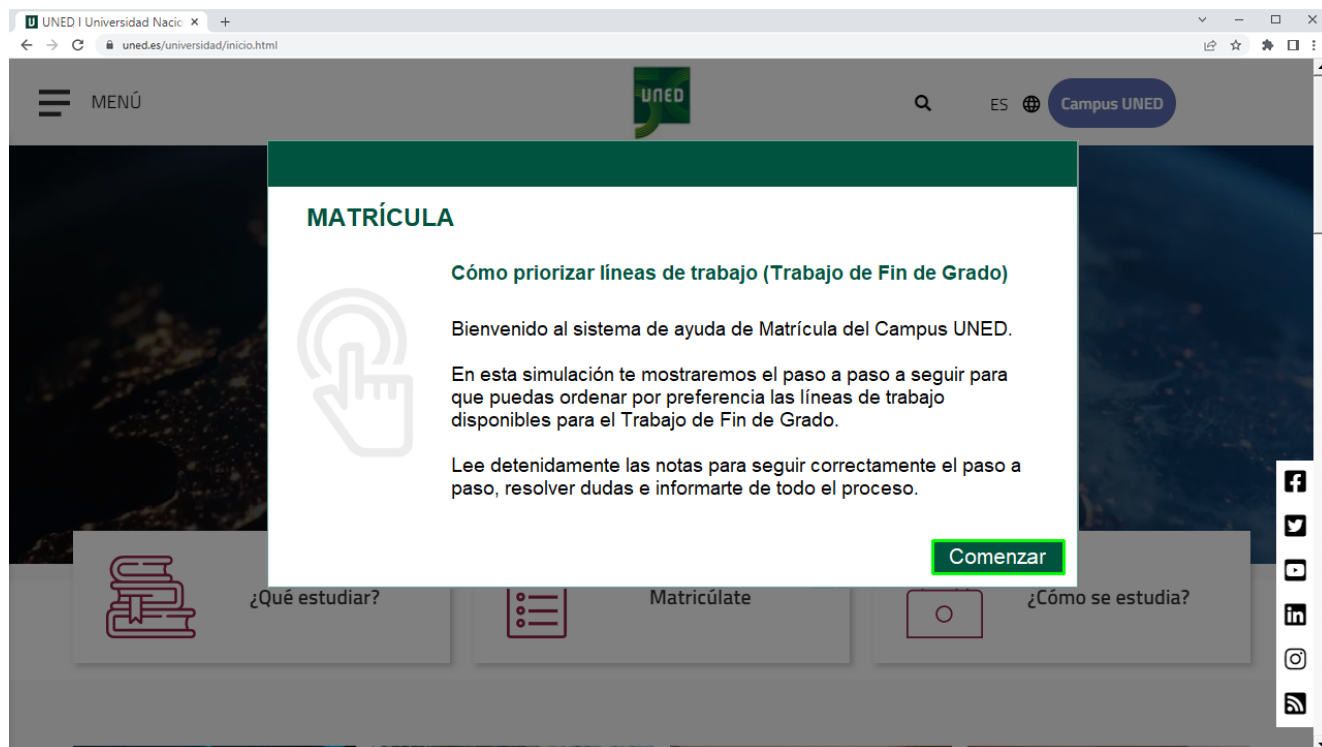 UNED I Universidad Nacio
uned.es/universidad/inicio.html
MENÚ
UNED
ES
Campus UNED
MATRÍCULA
Cómo priorizar líneas de trabajo (Trabajo de Fin de Grado)
Bienvenido al sistema de ayuda de Matrícula del Campus UNED.
En esta simulación te mostraremos el paso a paso a seguir para
que puedas ordenar por preferencia las líneas de trabajo
disponibles para el Trabajo de Fin de Grado.
Lee detenidamente las notas para seguir correctamente el paso a
paso, resolver dudas e informarte de todo el proceso.
Comenzar
¿Qué estudiar?
Matricúlate
¿Cómo se estudia?